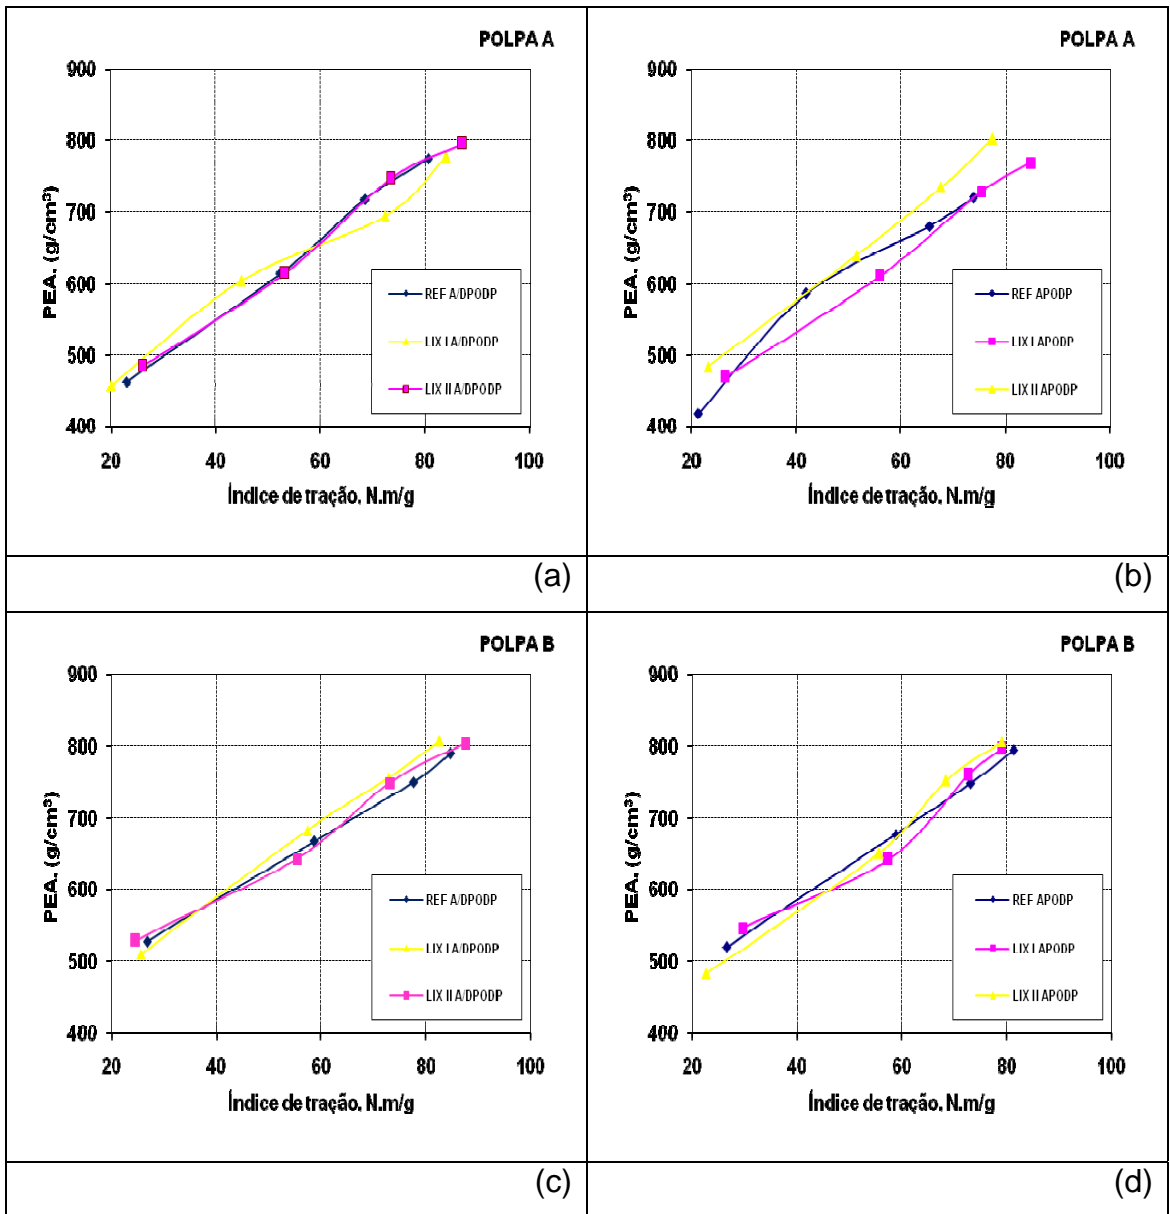 POLPA A
900
800
700
600
500
400
PEA. (g/cm³)
20 40 60 80 100
Índice de tração. N.m/g
REF A/DPODP
LIX I A/DPODP
LIX II A/DPODP
(a)
POLPA A
900
800
700
600
500
400
PEA. (g/cm³)
20 40 60 80 100
Índice de tração. N.m/g
REF APODP
LIX I APODP
LIX II APODP
(b)
POLPA B
900
800
700
600
500
400
PEA. (g/cm³)
20 40 60 80 100
Índice de tração. N.m/g
REF A/DPODP
LIX I A/DPODP
LIX II A/DPODP
(c)
POLPA B
900
800
700
600
500
400
PEA. (g/cm³)
20 40 60 80 100
Índice de tração. N.m/g
REF APODP
LIX I APODP
LIX II APODP
(d)